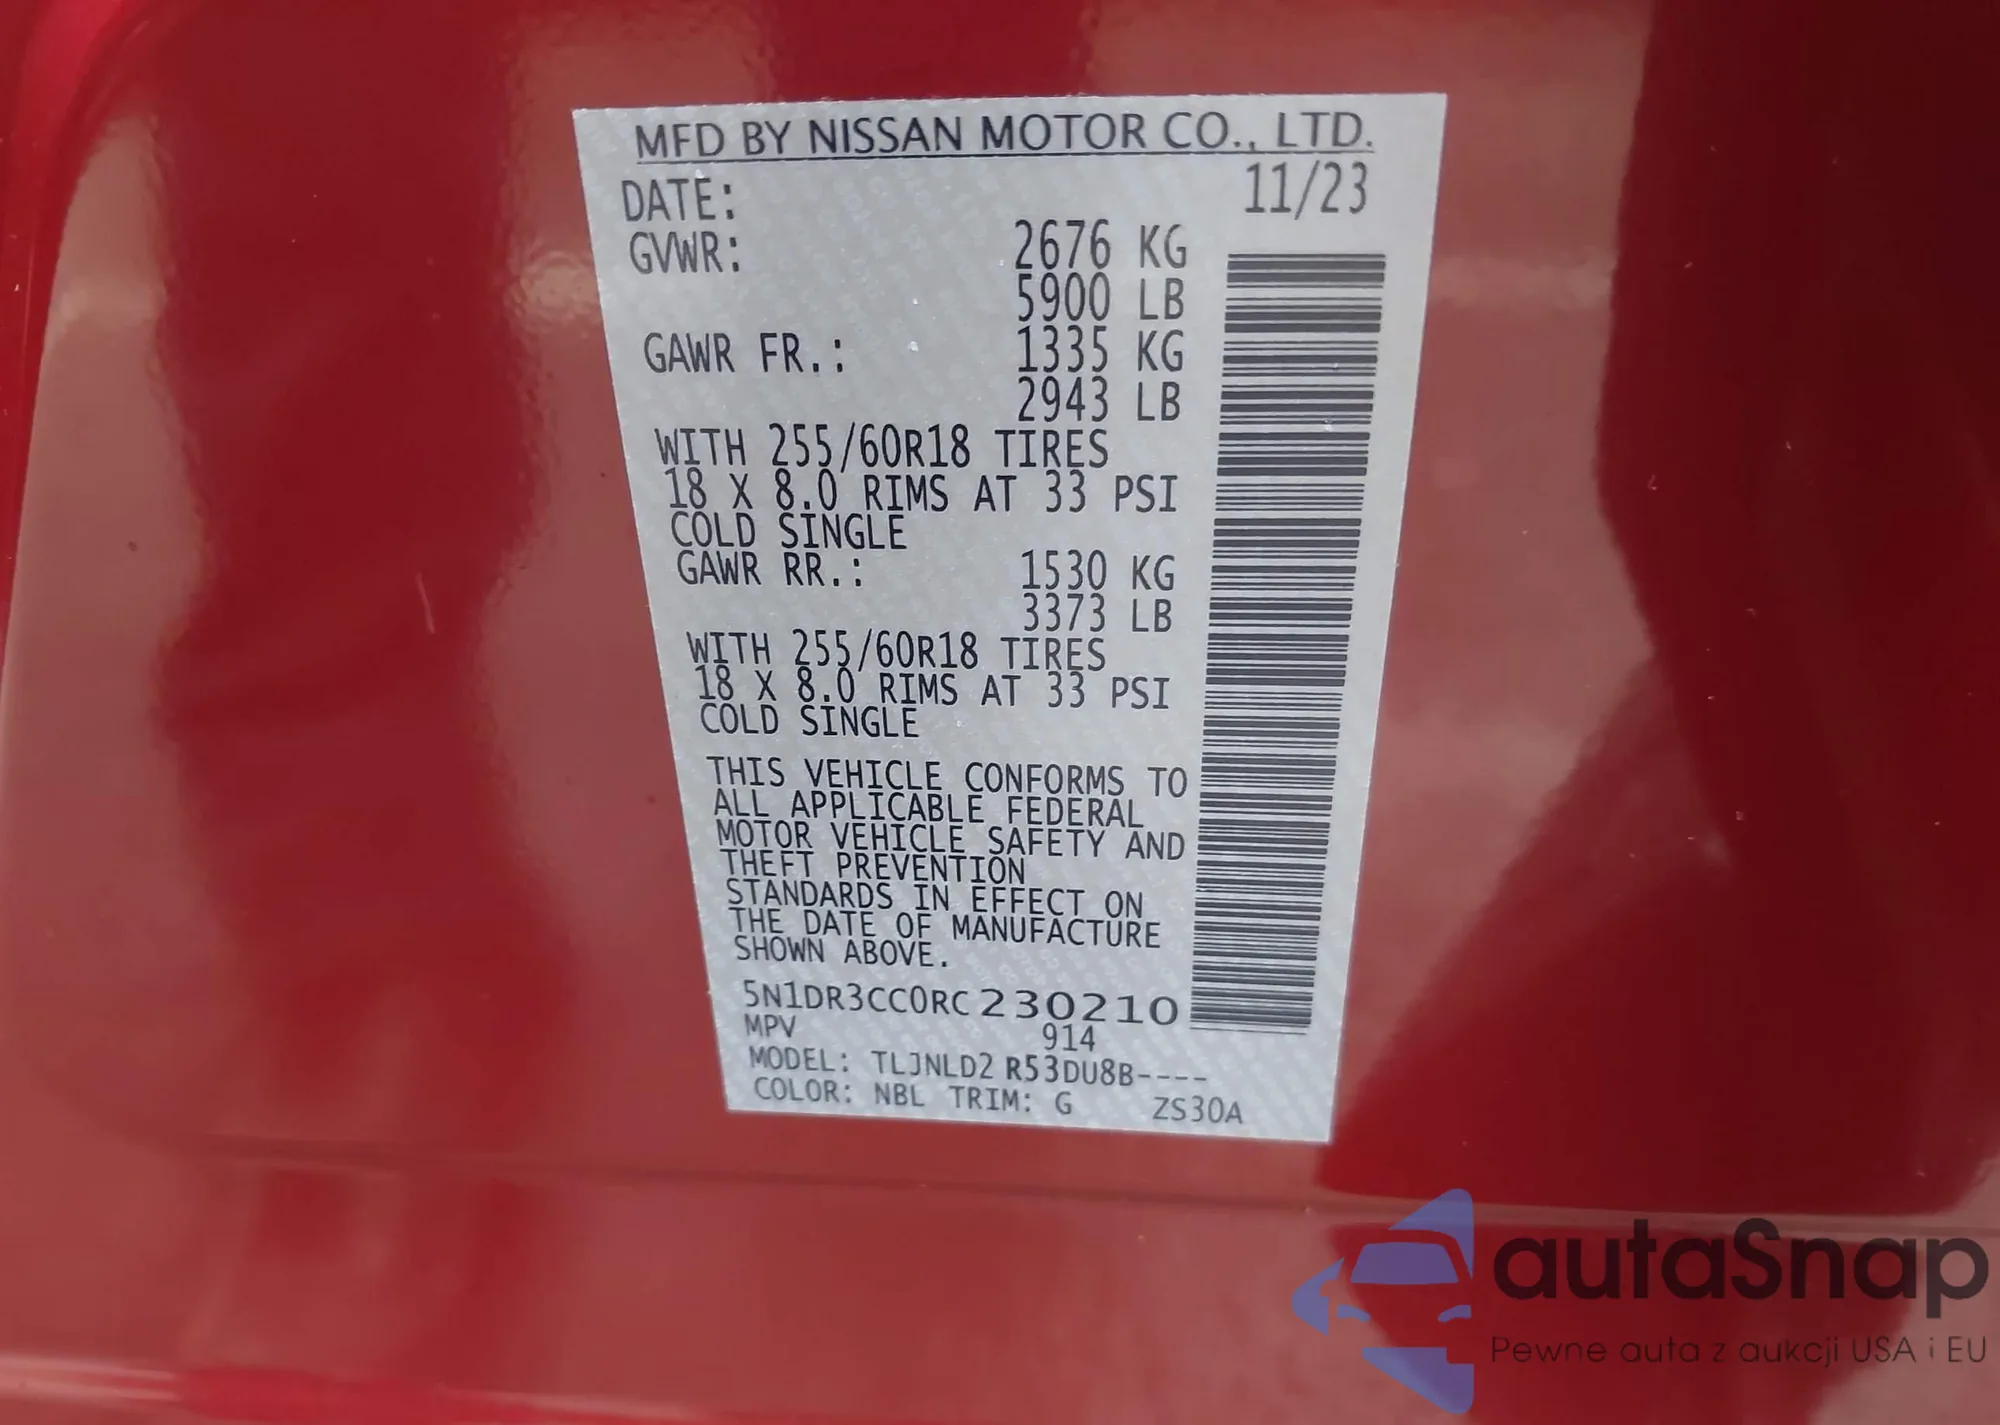 MFD BY NISSAN MOTOR CO., LTD.
DATE: 11/23
GVWR: 2676 KG
5900 LB
GAWR FR.: 1335 KG
2943 LB
WITH 255/60R18 TIRES
18 X 8.0 RIMS AT 33 PSI
COLD SINGLE
GAWR RR.: 1530 KG
3373 LB
WITH 255/60R18 TIRES
18 X 8.0 RIMS AT 33 PSI
COLD SINGLE
THIS VEHICLE CONFORMS TO
ALL APPLICABLE FEDERAL
MOTOR VEHICLE SAFETY AND
THEFT PREVENTION
STANDARDS IN EFFECT ON
THE DATE OF MANUFACTURE
SHOWN ABOVE.
5N1DR3CC0RC230210
MPV 914
MODEL: TLJNLD2 R53DU8B----
COLOR: NBL TRIM: G ZS30A
autaSnap
Pewne auta z aukcji USA i EU